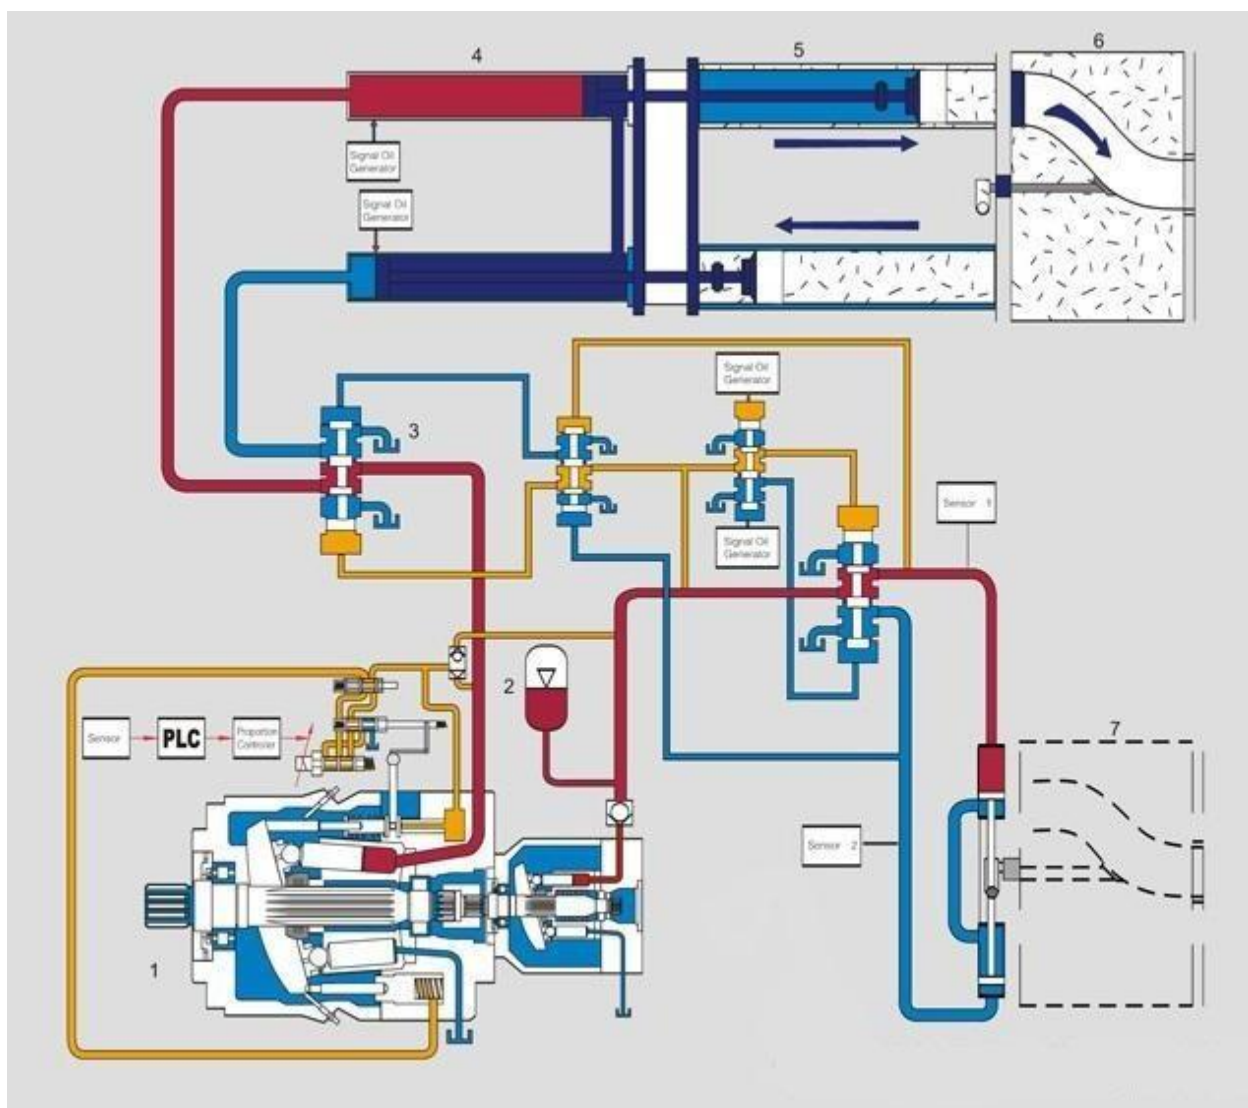 4
5
6
Signal Oil
Generator
Signal Oil
Generator
3
Signal Oil
Generator
Signal Oil
Generator
Sensor 1
2
Sensor
PLC
Proportion
Controler
7
Sensor 2
1